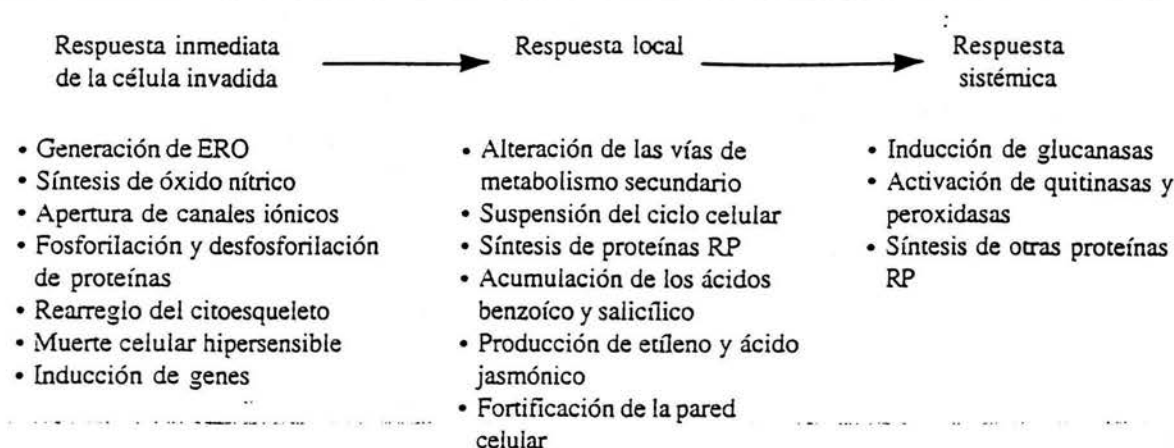 Respuesta inmediata
de la célula invadida
Respuesta local
Respuesta
sistémica
• Generación de ERO
• Síntesis de óxido nítrico
• Apertura de canales iónicos
• Fosforilación y desfosforilación
de proteínas
• Rearreglo del citoesqueleto
• Muerte celular hipersensible
• Inducción de genes
• Alteración de las vías de
metabolismo secundario
• Suspensión del ciclo celular
• Síntesis de proteínas RP
• Acumulación de los ácidos
benzoíco y salicílico
• Producción de etíleno y ácido
jasmónico
• Fortificación de la pared
celular
• Inducción de glucanasas
• Activación de quitinasas y
peroxidasas
• Síntesis de otras proteínas
RP